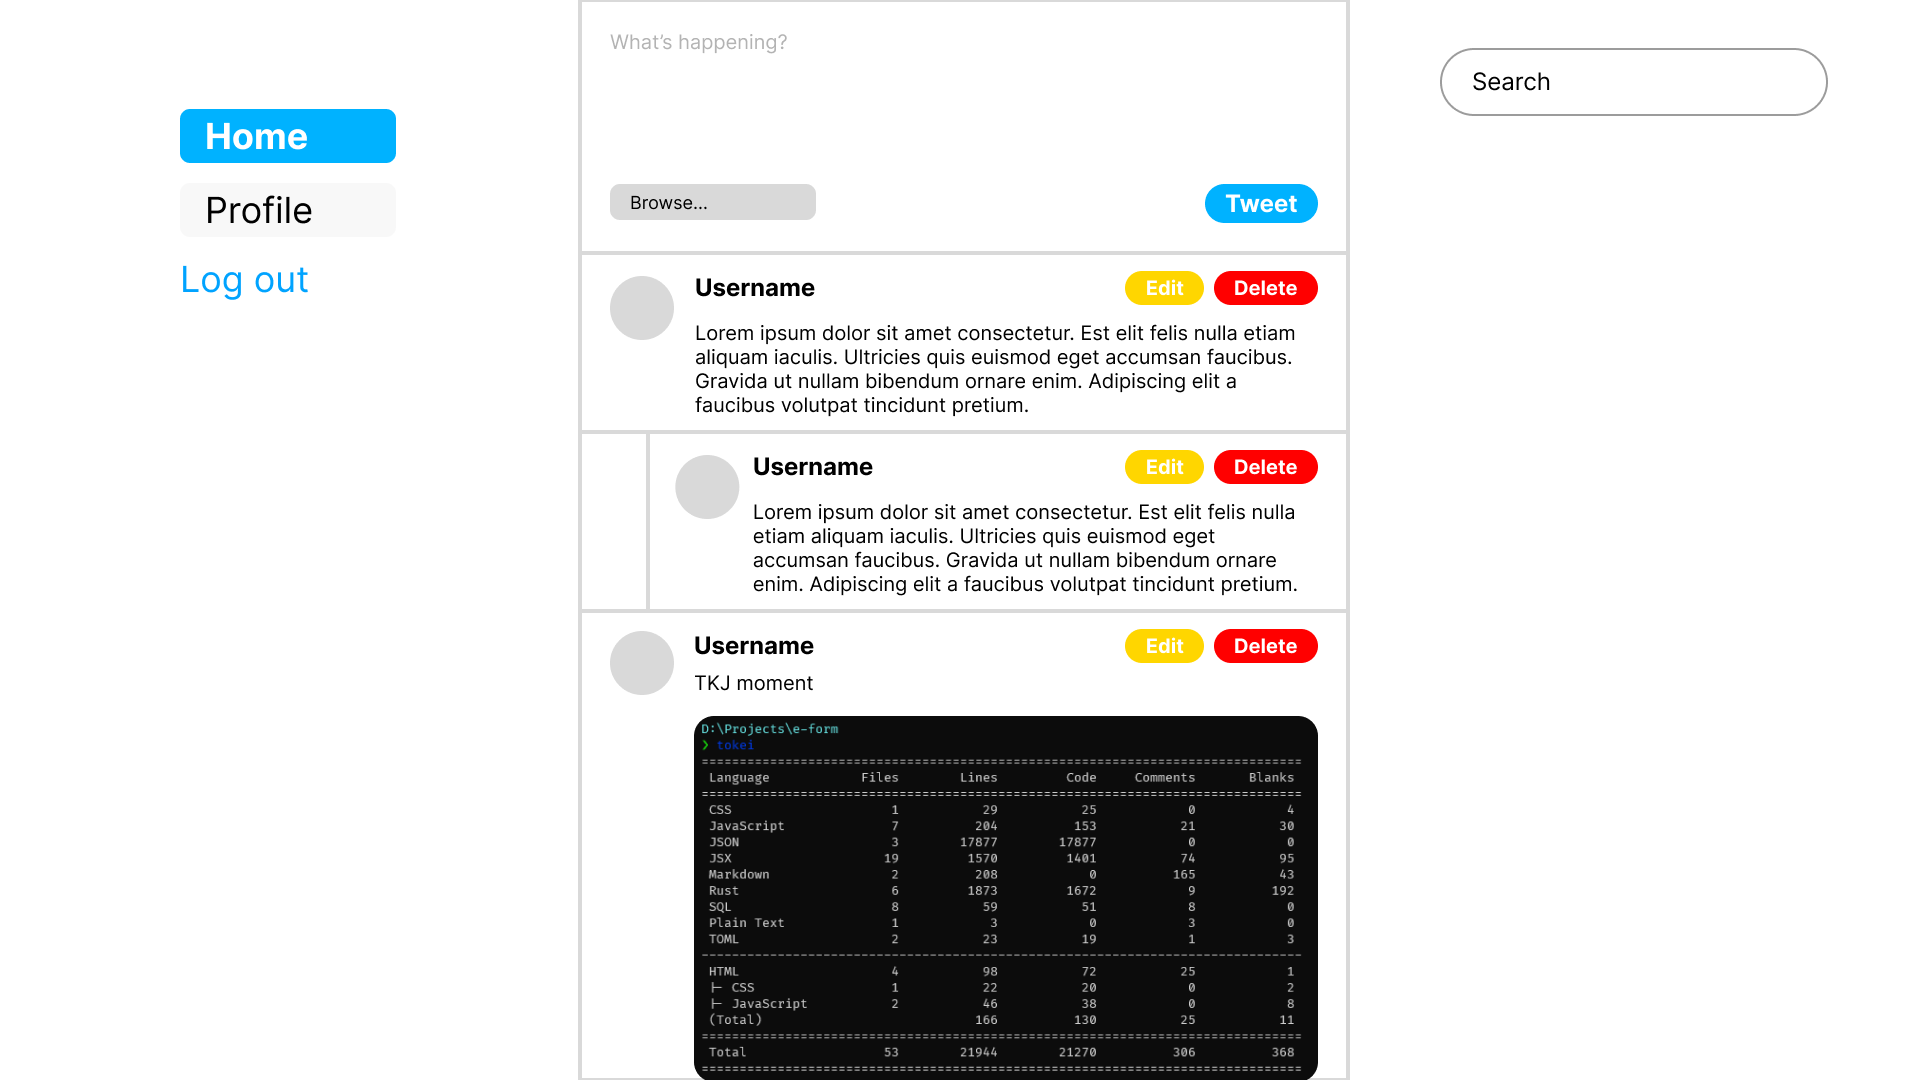 Home
Profile
Log out
What's happening?
Browse...
Tweet
Search
Username
Edit
Delete
Lorem ipsum dolor sit amet consectetur. Est elit felis nulla etiam
aliquam iaculis. Ultricies quis euismod eget accumsan faucibus.
Gravida ut nullam bibendum ornare enim. Adipiscing elit a
faucibus volutpat tincidunt pretium.
Username
Edit
Delete
Lorem ipsum dolor sit amet consectetur. Est elit felis nulla
etiam aliquam iaculis. Ultricies quis euismod eget
accumsan faucibus. Gravida ut nullam bibendum ornare
enim. Adipiscing elit a faucibus volutpat tincidunt pretium.
Username
Edit
Delete
TKJ moment
D:\Projects\e-form
❯ tokei
===============================================================================
Language Files Lines Code Comments Blanks
===============================================================================
CSS 1 29 25 0 4
JavaScript 7 204 153 21 30
JSON 3 17877 17877 0 0
JSX 19 1570 1401 74 95
Markdown 2 208 0 165 43
Rust 6 1873 1672 9 192
SQL 8 59 51 8 0
Plain Text 1 3 0 3 0
TOML 2 23 19 1 3
-------------------------------------------------------------------------------
HTML 4 98 72 25 1
|- CSS 1 22 20 0 2
|- JavaScript 2 46 38 0 8
(Total) 166 130 25 11
===============================================================================
Total 53 21944 21270 306 368
===============================================================================